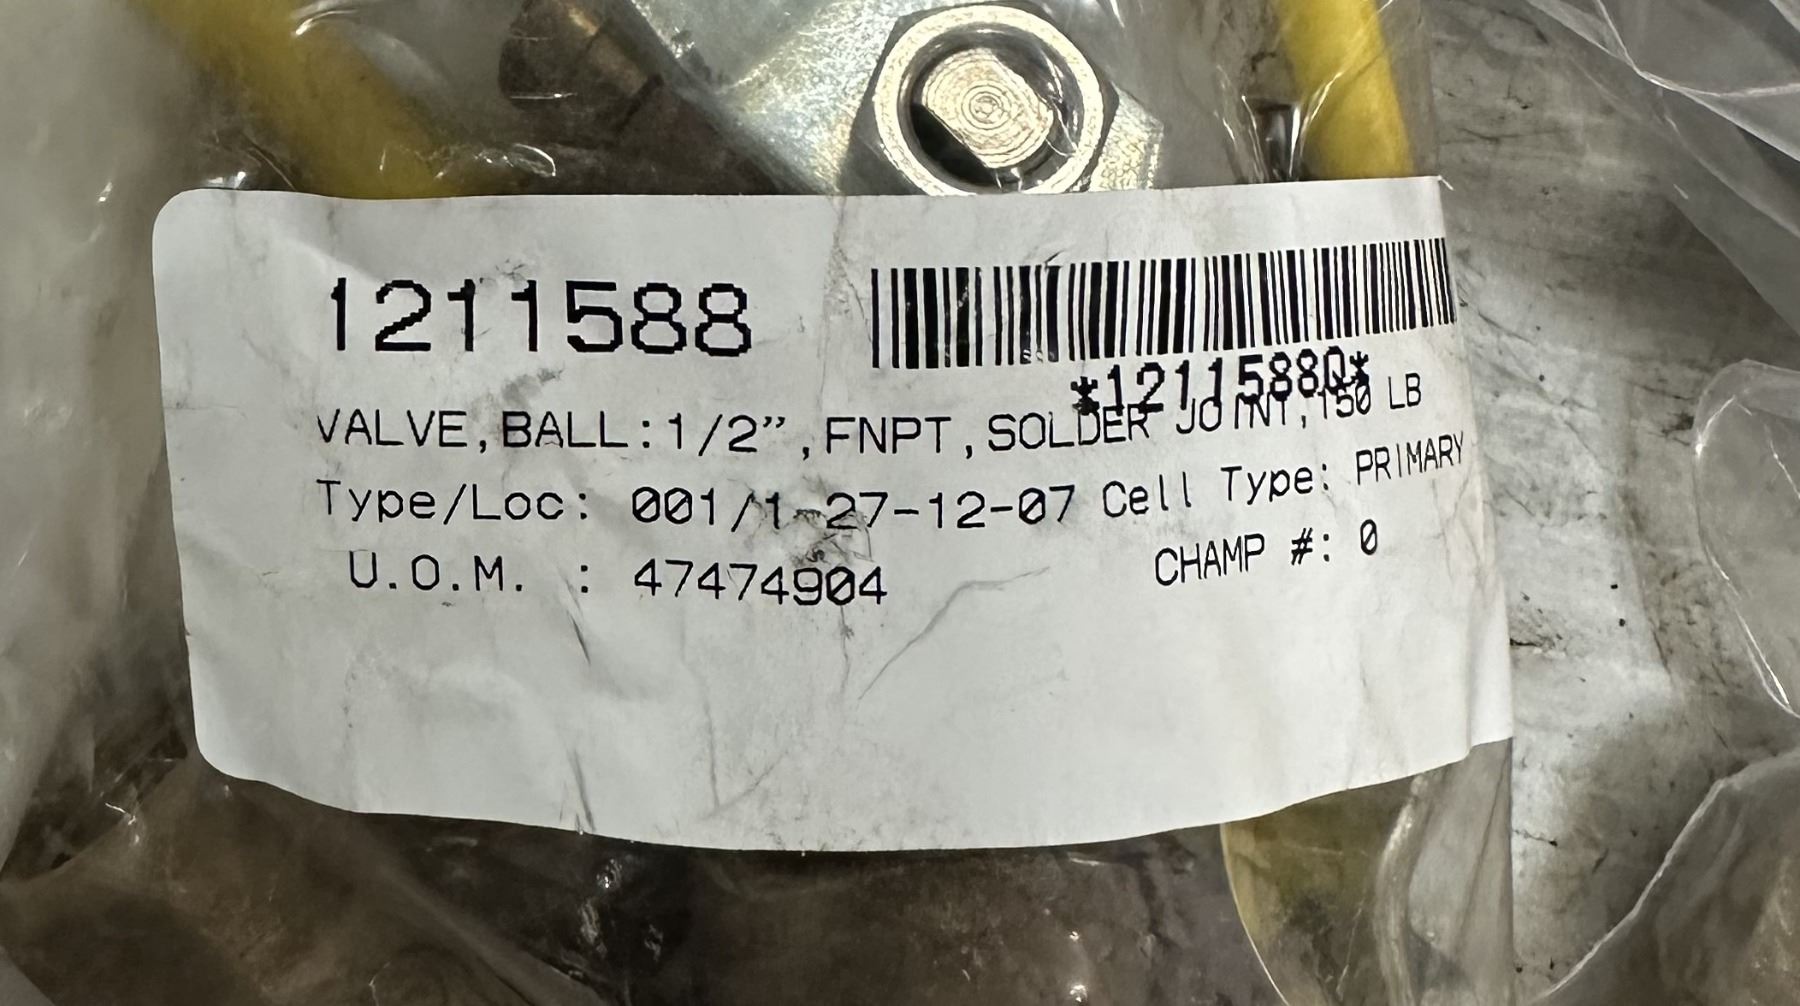 1211588
*12115880*
VALVE,BALL:1/2",FNPT,SOLDER JOINT,150 LB
Type/Loc: 001/1-27-12-07 Cell Type: PRIMARY
U.O.M. : 47474904 CHAMP #: 0